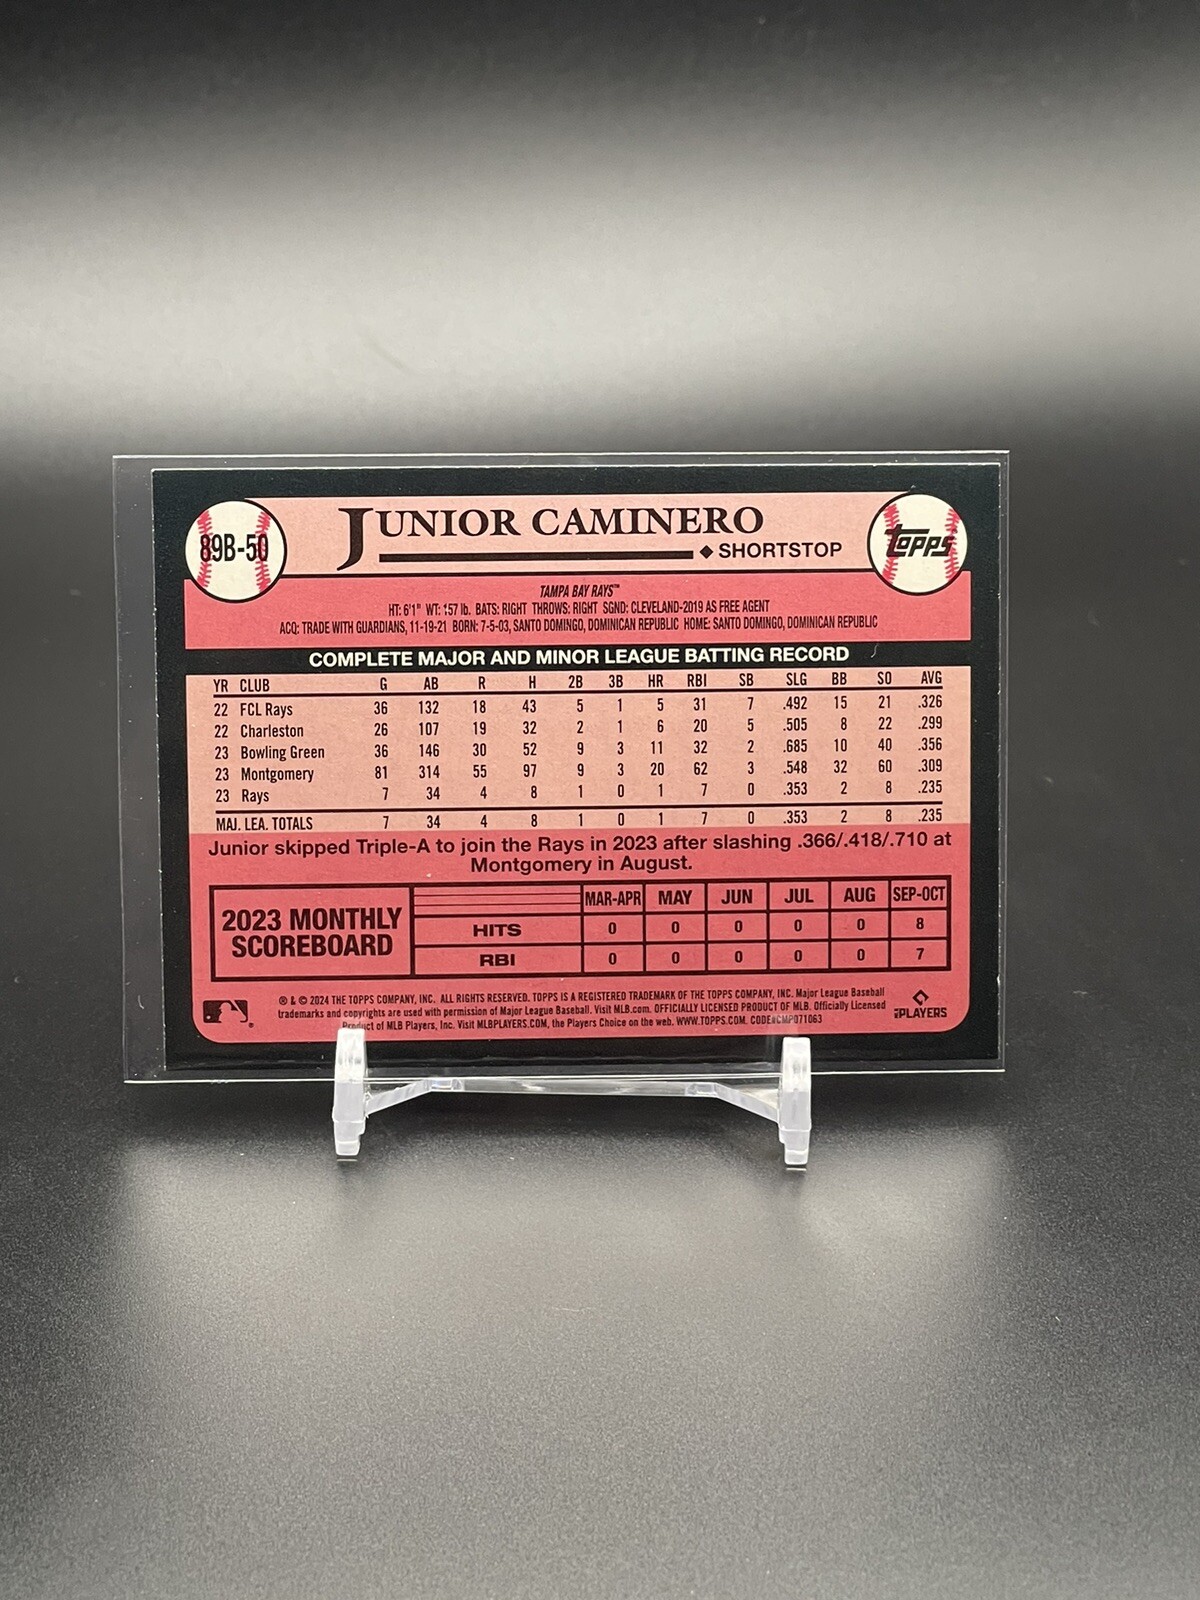 89B-50
JUNIOR CAMINERO
◆ SHORTSTOP
TOPPS
TAMPA BAY RAYS™
HT: 6'1" WT: 157 lb. BATS: RIGHT THROWS: RIGHT SGND: CLEVELAND-2019 AS FREE AGENT
ACQ: TRADE WITH GUARDIANS, 11-19-21 BORN: 7-5-03, SANTO DOMINGO, DOMINICAN REPUBLIC HOME: SANTO DOMINGO, DOMINICAN REPUBLIC
COMPLETE MAJOR AND MINOR LEAGUE BATTING RECORD
YR CLUB G AB R H 2B 3B HR RBI SB SLG BB SO AVG
22 FCL Rays 36 132 18 43 5 1 5 31 7 .492 15 21 .326
22 Charleston 26 107 19 32 2 1 6 20 5 .505 8 22 .299
23 Bowling Green 36 146 30 52 9 3 11 32 2 .685 10 40 .356
23 Montgomery 81 314 55 97 9 3 20 62 3 .548 32 60 .309
23 Rays 7 34 4 8 1 0 1 7 0 .353 2 8 .235
MAJ. LEA. TOTALS 7 34 4 8 1 0 1 7 0 .353 2 8 .235
Junior skipped Triple-A to join the Rays in 2023 after slashing .366/.418/.710 at
Montgomery in August.
2023 MONTHLY
SCOREBOARD
MAR-APR MAY JUN JUL AUG SEP-OCT
HITS 0 0 0 0 0 8
RBI 0 0 0 0 0 7
® & © 2024 THE TOPPS COMPANY, INC. ALL RIGHTS RESERVED. TOPPS IS A REGISTERED TRADEMARK OF THE TOPPS COMPANY, INC. Major League Baseball
trademarks and copyrights are used with permission of Major League Baseball. Visit MLB.com. OFFICIALLY LICENSED PRODUCT OF MLB. Officially Licensed
Product of MLB Players, Inc. Visit MLBPLAYERS.COM, the Players Choice on the web. WWW.TOPPS.COM. CODE#CMP071063
MLB PLAYERS